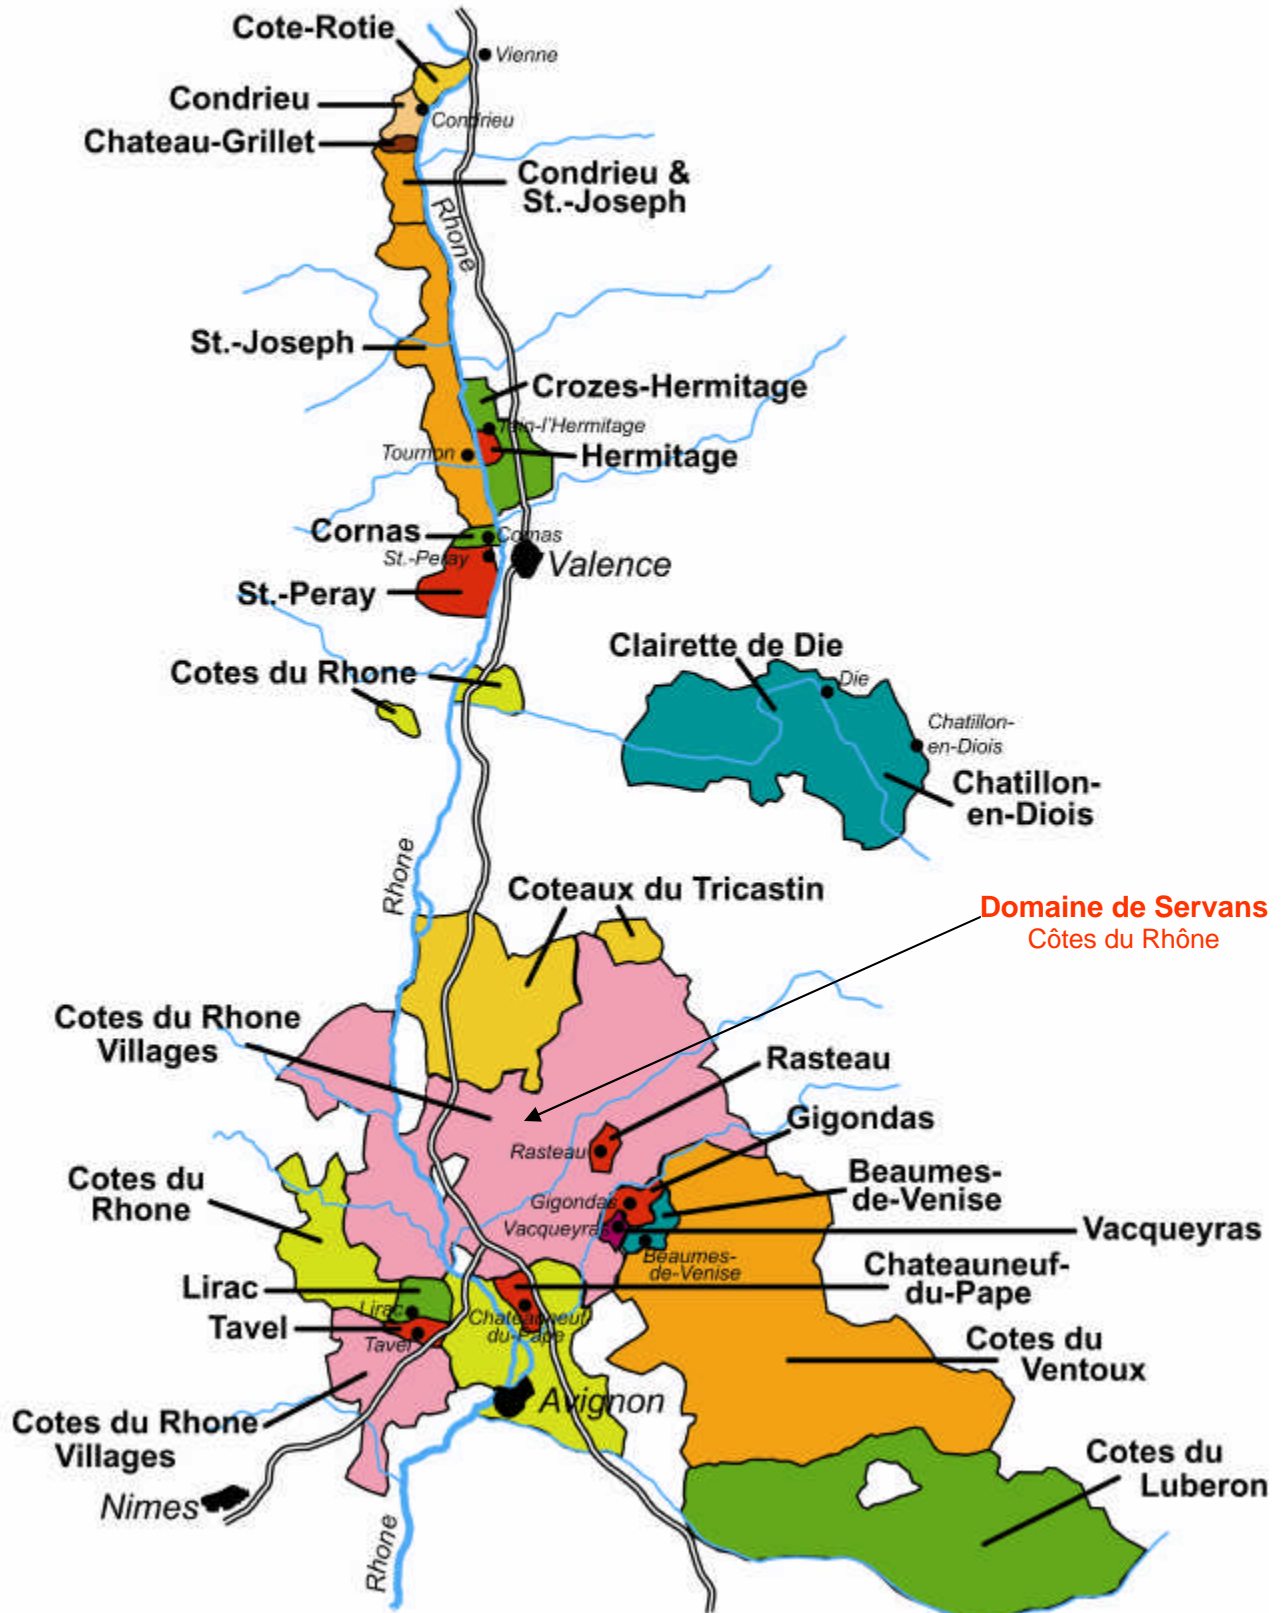 Cote-Rotie
Vienne
Condrieu
Condrieu
Chateau-Grillet
Condrieu &
St.-Joseph
Rhone
St.-Joseph
Crozes-Hermitage
Tain-l'Hermitage
Tournon
Hermitage
Cornas
Cornas
St.-Peray
Valence
St.-Peray
Clairette de Die
Cotes du Rhone
Die
Chatillon-
en-Diois
Chatillon-
en-Diois
Rhone
Coteaux du Tricastin
Domaine de Servans
Côtes du Rhône
Cotes du Rhone
Villages
Rasteau
Gigondas
Rasteau
Cotes du
Rhone
Beaumes-
de-Venise
Gigondas
Vacqueyras
Vacqueyras
Beaumes-
de-Venise
Chateauneuf-
du-Pape
Lirac
Lirac
Chateauneuf-
du-Pape
Tavel
Tavel
Cotes du
Ventoux
Avignon
Cotes du Rhone
Villages
Cotes du
Luberon
Nimes
Rhone